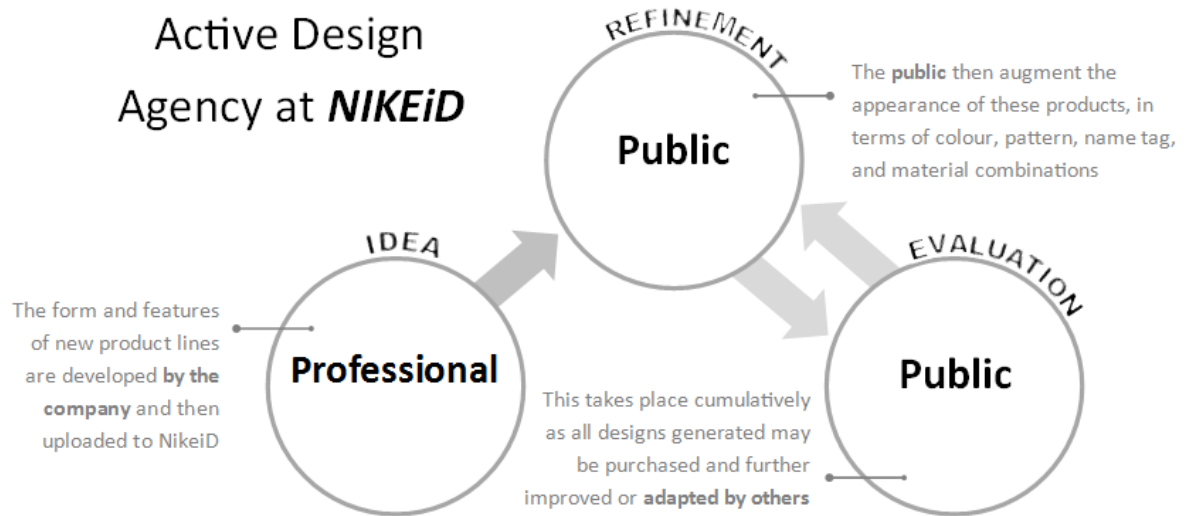 Active Design
Agency at NIKEiD
REFINEMENT
Public
The public then augment the
appearance of these products, in
terms of colour, pattern, name tag,
and material combinations
IDEA
Professional
The form and features
of new product lines
are developed by the
company and then
uploaded to NikeiD
EVALUATION
Public
This takes place cumulatively
as all designs generated may
be purchased and further
improved or adapted by others